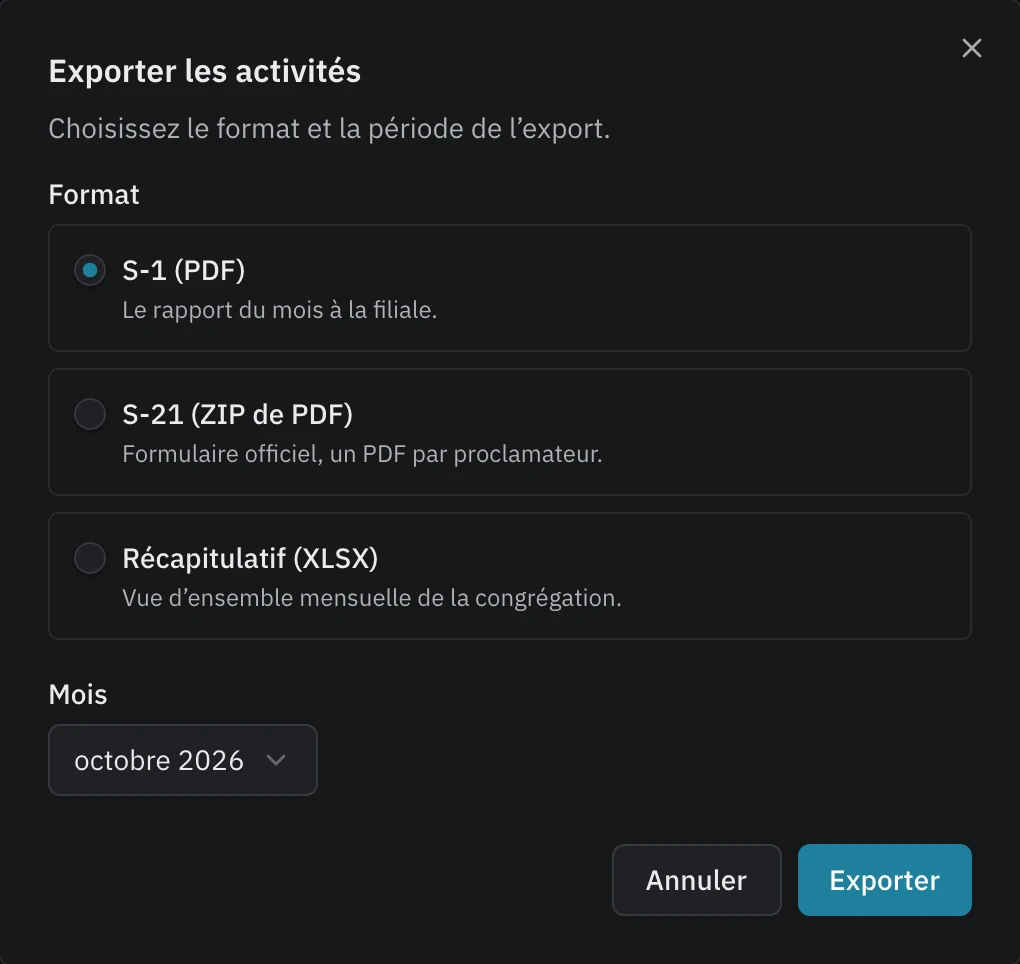 Exporter les activités
Choisissez le format et la période de l’export.
Format
S-1 (PDF)
Le rapport du mois à la filiale.
S-21 (ZIP de PDF)
Formulaire officiel, un PDF par proclamateur.
Récapitulatif (XLSX)
Vue d’ensemble mensuelle de la congrégation.
Mois
octobre 2026
Annuler
Exporter